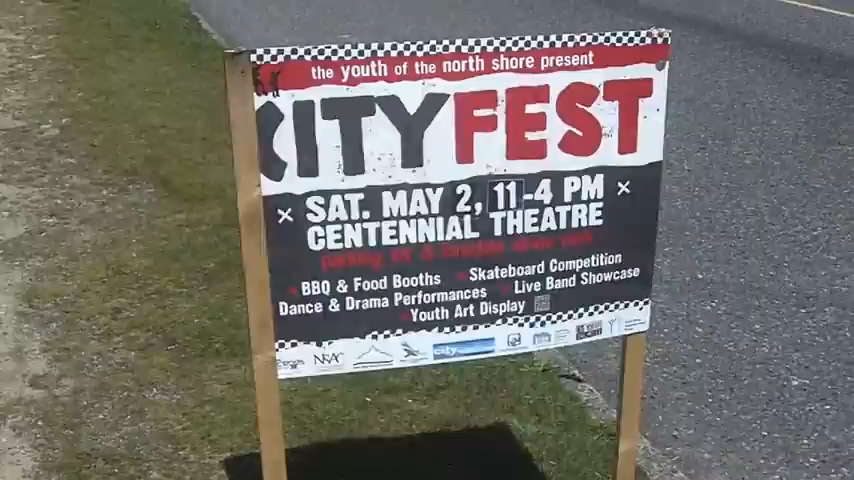 the youth of the north shore present
CITYFEST
× SAT. MAY 2, 11-4 PM ×
CENTENNIAL THEATRE
BBQ & Food Booths Skateboard Competition
Dance & Drama Performances Live Band Showcase
Youth Art Display
city